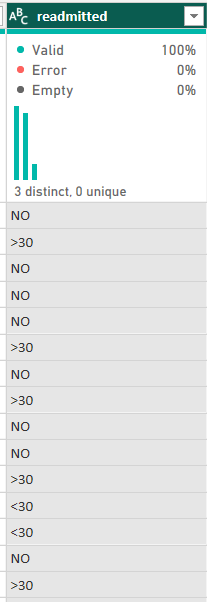 ABC readmitted
Valid 100%
Error 0%
Empty 0%
3 distinct, 0 unique
NO
>30
NO
NO
NO
>30
NO
>30
NO
NO
>30
<30
<30
NO
>30